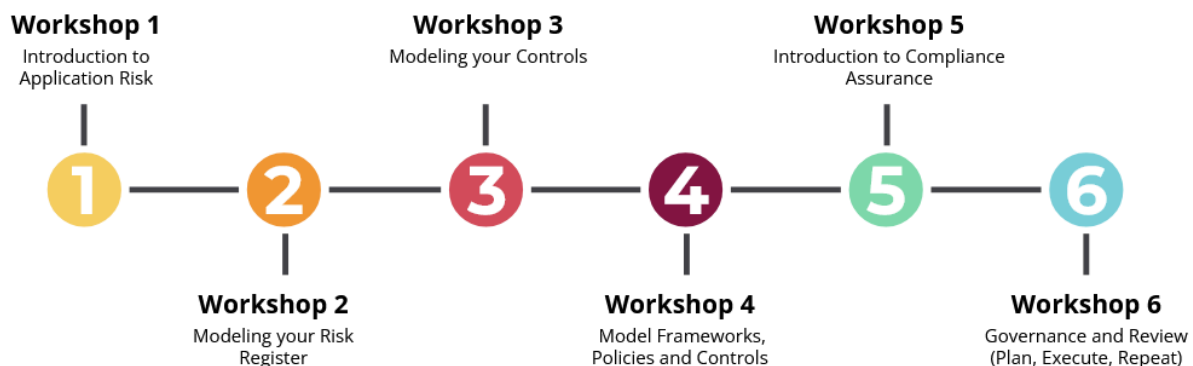 Workshop 1
Introduction to
Application Risk
Workshop 3
Modeling your Controls
Workshop 5
Introduction to Compliance
Assurance
1
2
3
4
5
6
Workshop 2
Modeling your Risk
Register
Workshop 4
Model Frameworks,
Policies and Controls
Workshop 6
Governance and Review
(Plan, Execute, Repeat)